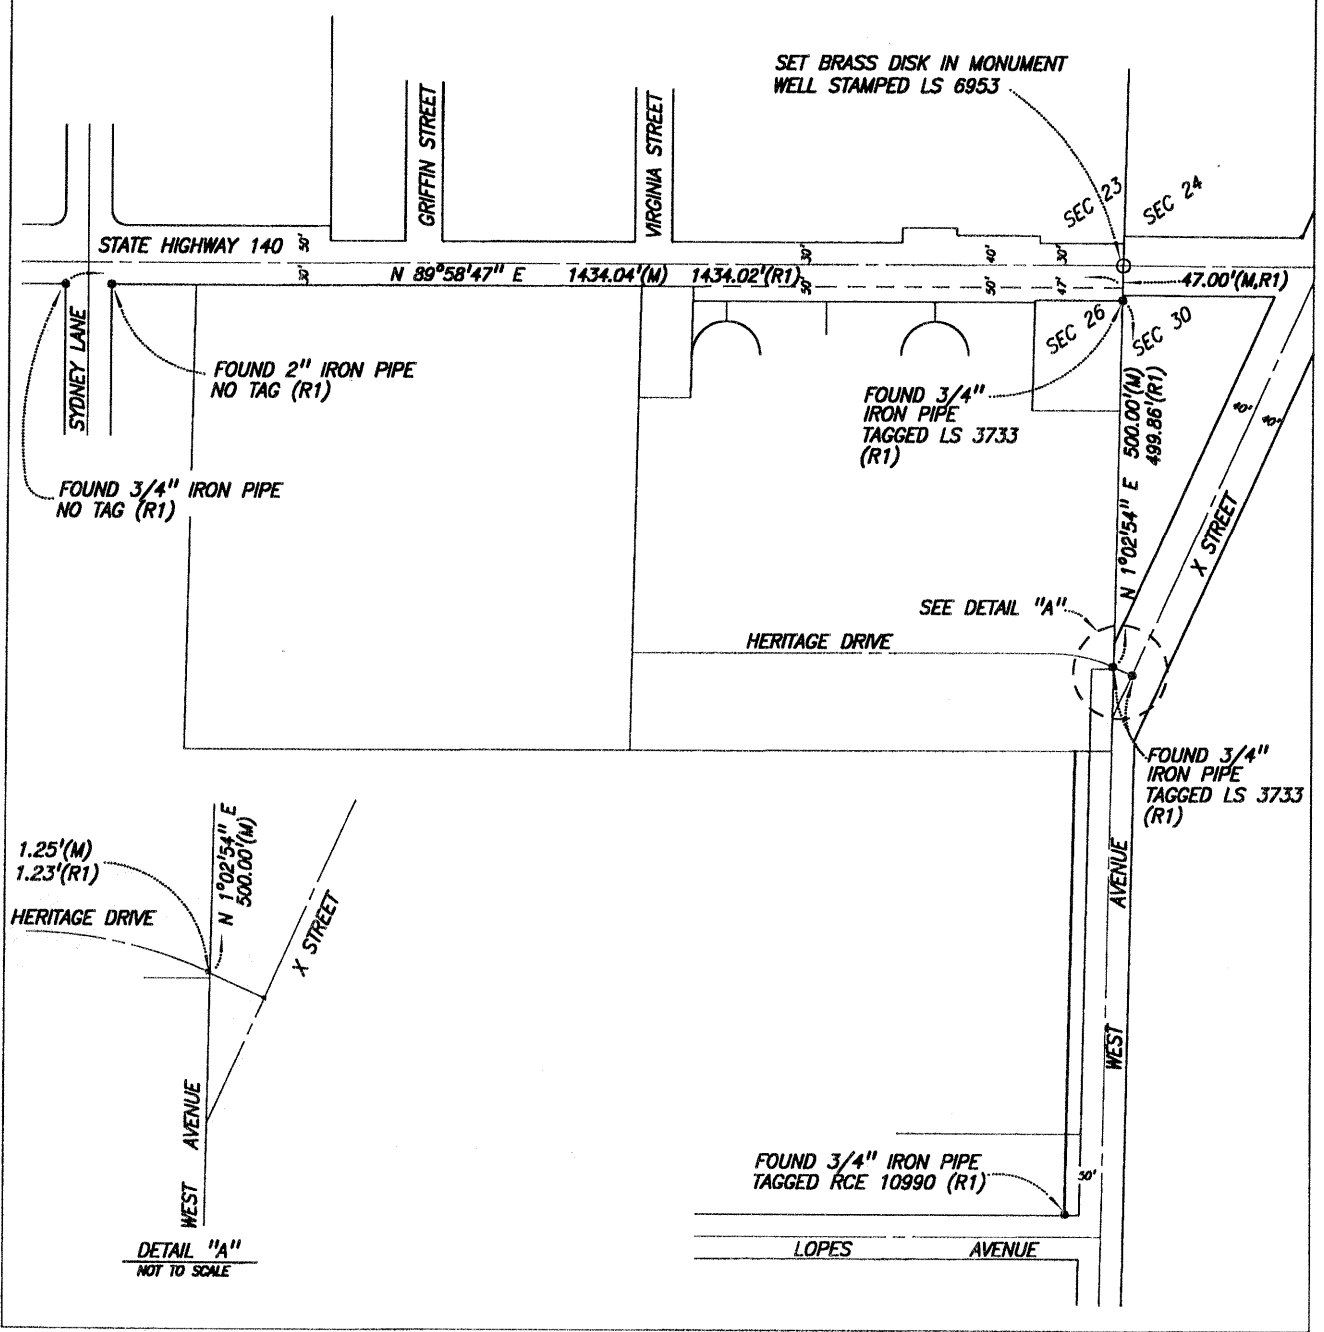 SET BRASS DISK IN MONUMENT
WELL STAMPED LS 6953
GRIFFIN STREET
VIRGINIA STREET
SEC 23
SEC 24
STATE HIGHWAY 140
50'
50'
N 89°58'47" E 1434.04'(M) 1434.02'(R1)
30'
50'
40'
50'
30'
47'
47.00'(M,R1)
SEC 26
SEC 30
SYDNEY LANE
FOUND 2" IRON PIPE
NO TAG (R1)
FOUND 3/4"
IRON PIPE
TAGGED LS 3733
(R1)
N 1°02'54" E 500.00'(M)
499.86'(R1)
40'
40'
X STREET
FOUND 3/4" IRON PIPE
NO TAG (R1)
SEE DETAIL "A"
HERITAGE DRIVE
FOUND 3/4"
IRON PIPE
TAGGED LS 3733
(R1)
1.25'(M)
1.23'(R1)
N 1°02'54" E
500.00'(M)
HERITAGE DRIVE
X STREET
WEST AVENUE
WEST AVENUE
FOUND 3/4" IRON PIPE
TAGGED RCE 10990 (R1)
50'
LOPES AVENUE
DETAIL "A"
NOT TO SCALE